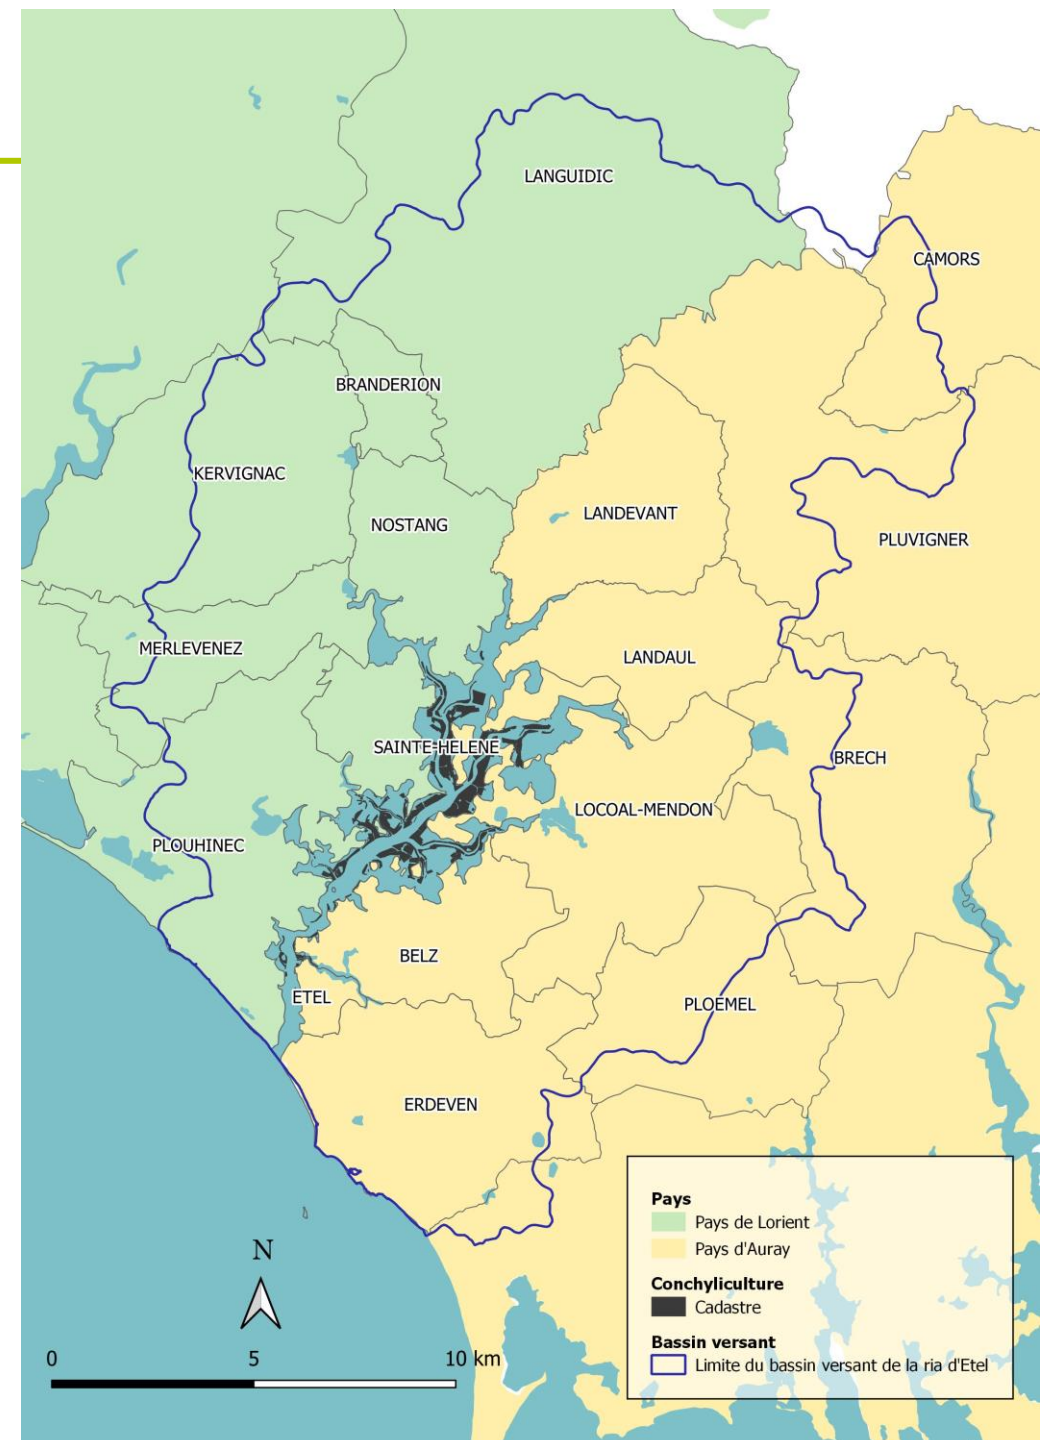 LANGUIDIC
CAMORS
BRANDERION
KERVIGNAC
LANDEVANT
NOSTANG
PLUVIGNER
MERLEVENEZ
LANDAUL
SAINTE-HELENE
BRECH
LOCOAL-MENDON
PLOUHINEC
BELZ
ETEL
PLOEMEL
ERDEVEN
N
0 5 10 km
Pays
Pays de Lorient
Pays d'Auray
Conchyliculture
Cadastre
Bassin versant
Limite du bassin versant de la ria d'Etel